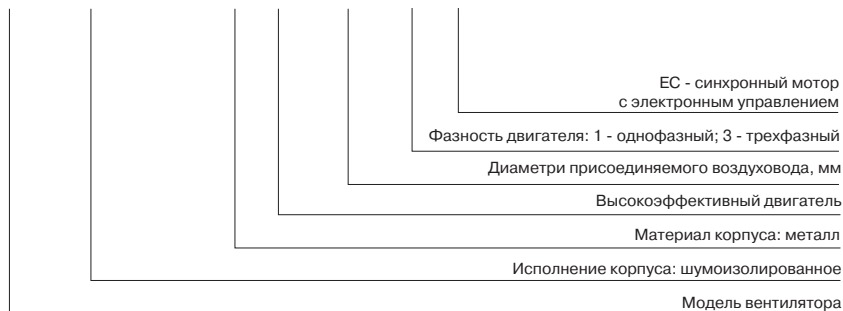 EC - синхронный мотор
с электронным управлением
Фазность двигателя: 1 - однофазный; 3 - трехфазный
Диаметри присоединяемого воздуховода, мм
Высокоэффективный двигатель
Материал корпуса: металл
Исполнение корпуса: шумоизолированное
Модель вентилятора